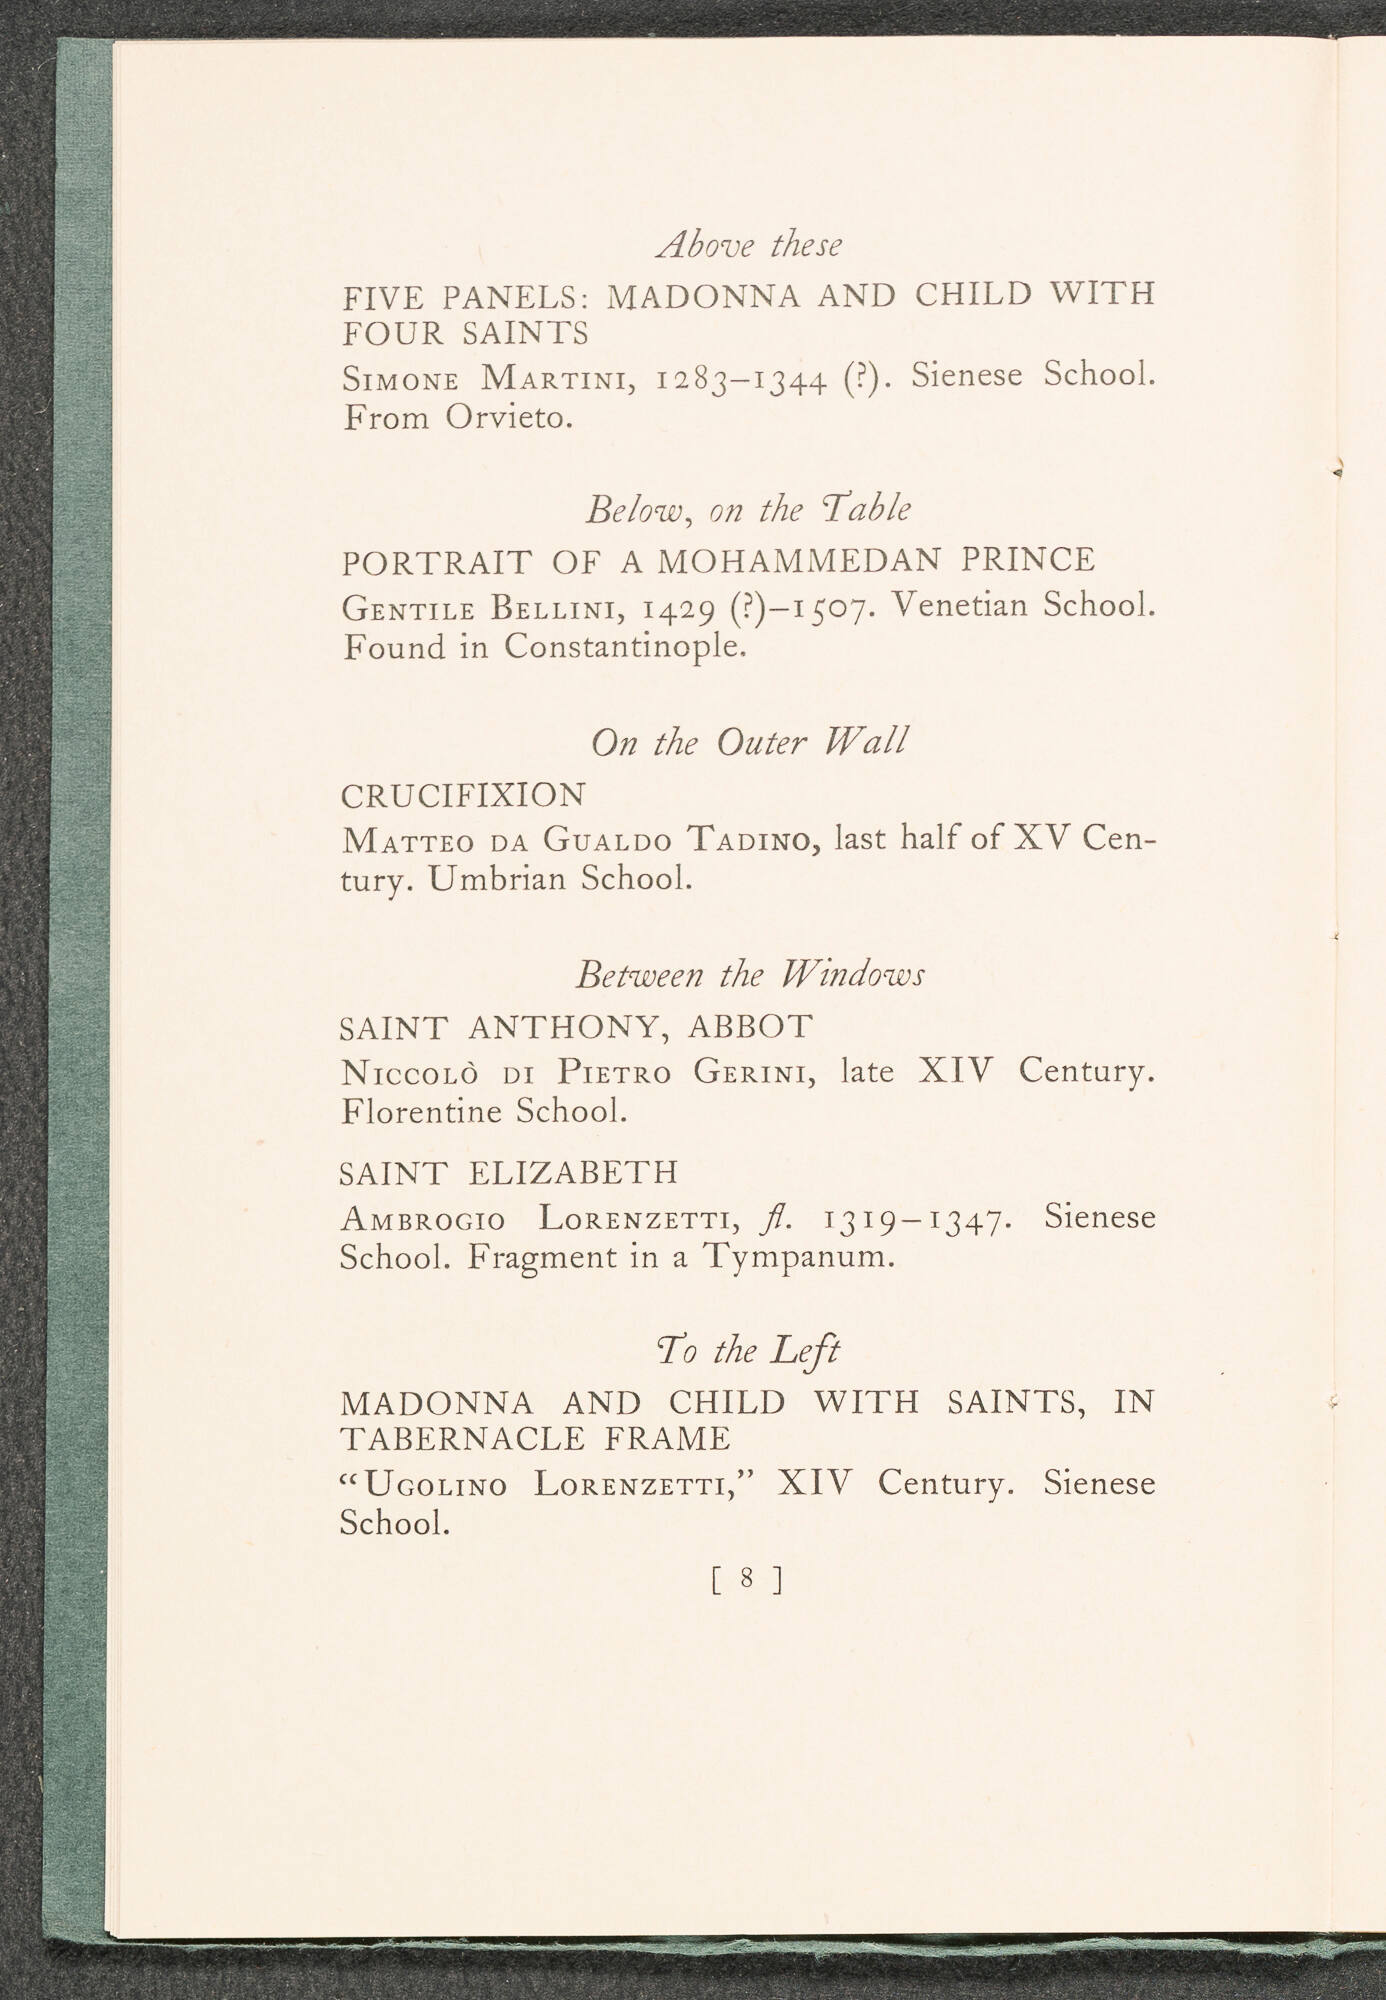 Above these
FIVE PANELS: MADONNA AND CHILD WITH
FOUR SAINTS
Simone Martini, 1283–1344 (?). Sienese School.
From Orvieto.
Below, on the Table
PORTRAIT OF A MOHAMMEDAN PRINCE
Gentile Bellini, 1429 (?)–1507. Venetian School.
Found in Constantinople.
On the Outer Wall
CRUCIFIXION
Matteo da Gualdo Tadino, last half of XV Cen-
tury. Umbrian School.
Between the Windows
SAINT ANTHONY, ABBOT
Niccolò di Pietro Gerini, late XIV Century.
Florentine School.
SAINT ELIZABETH
Ambrogio Lorenzetti, fl. 1319–1347. Sienese
School. Fragment in a Tympanum.
To the Left
MADONNA AND CHILD WITH SAINTS, IN
TABERNACLE FRAME
“Ugolino Lorenzetti,” XIV Century. Sienese
School.
[ 8 ]